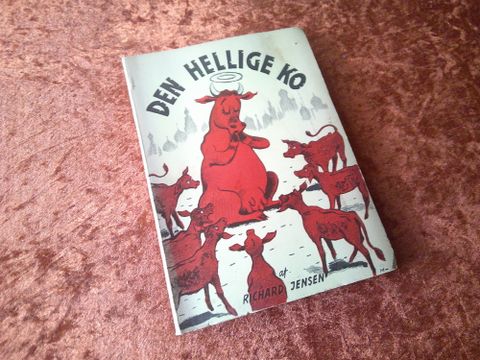 DEN HELLIGE KO
af
RICHARD JENSEN